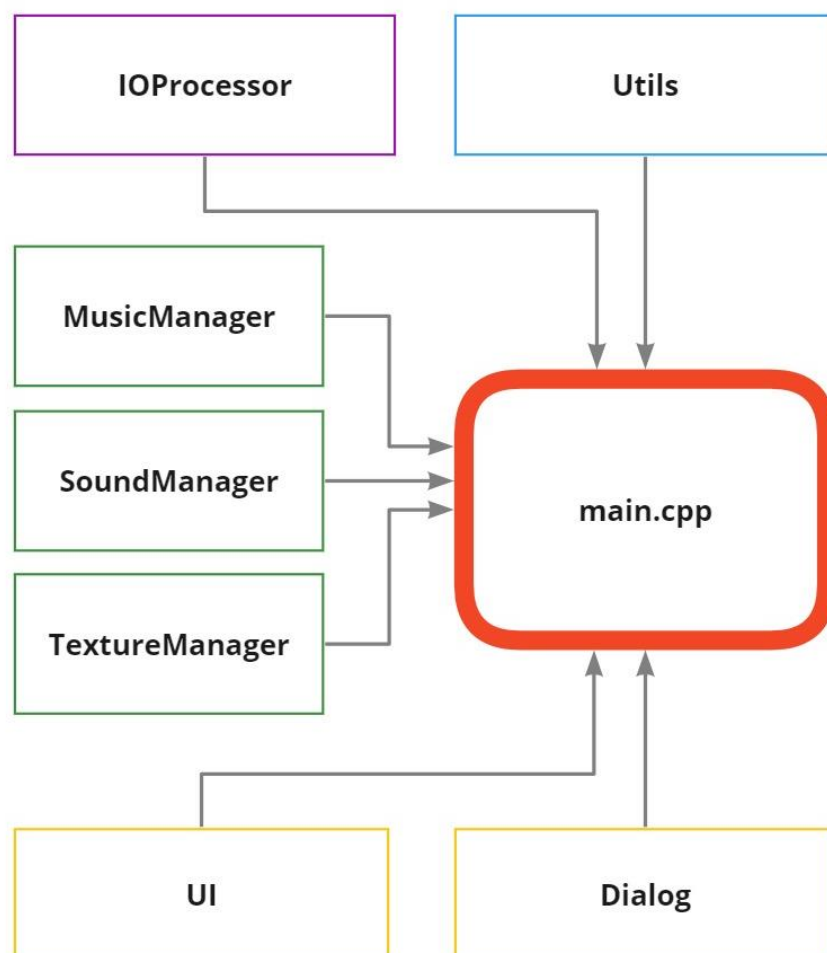 IOProcessor
Utils
MusicManager
SoundManager
main.cpp
TextureManager
UI
Dialog